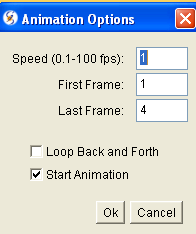 Animation Options
Speed (0.1-100 fps): 1
First Frame: 1
Last Frame: 4
Loop Back and Forth
Start Animation
Ok Cancel